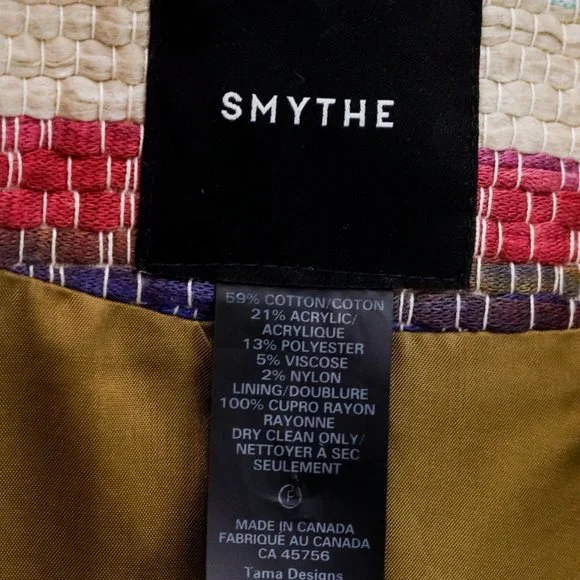 SMYTHE
59% COTTON/COTON
21% ACRYLIC/
ACRYLIQUE
13% POLYESTER
5% VISCOSE
2% NYLON
LINING/DOUBLURE
100% CUPRO RAYON
RAYONNE
DRY CLEAN ONLY/
NETTOYER À SEC
SEULEMENT
P
MADE IN CANADA
FABRIQUE AU CANADA
CA 45756
Tama Designs